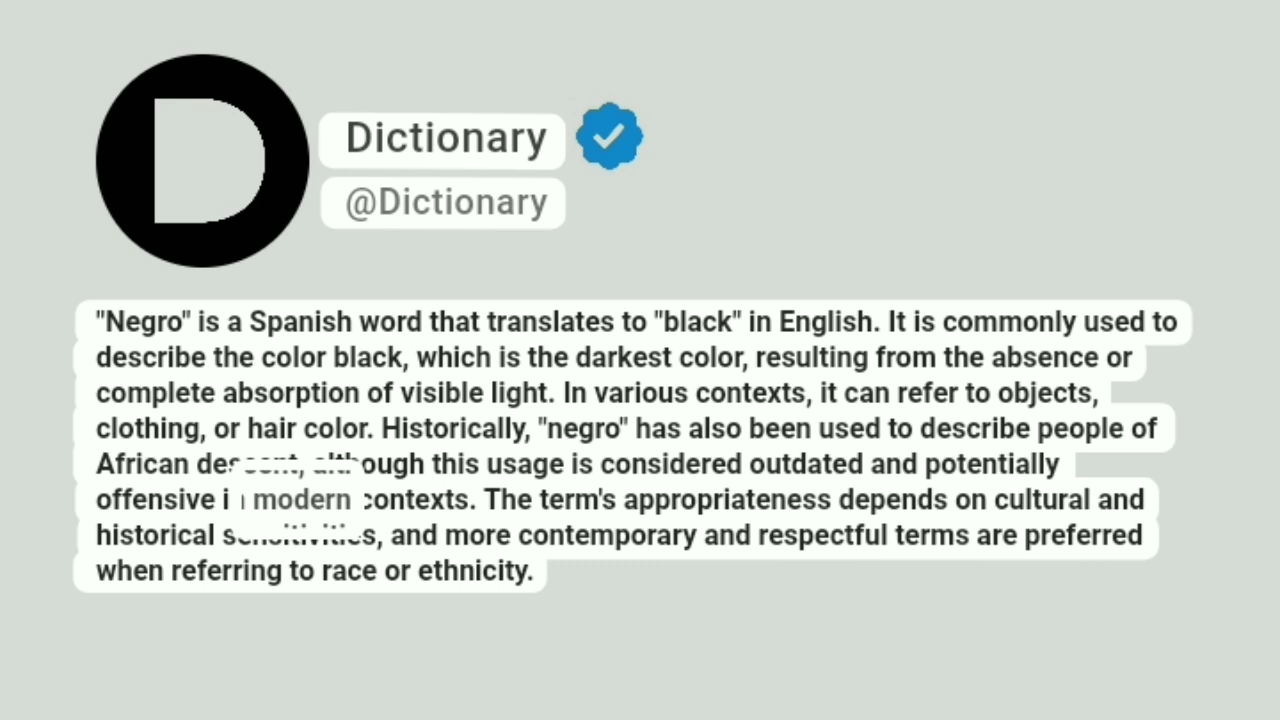 D
Dictionary
@Dictionary
"Negro" is a Spanish word that translates to "black" in English. It is commonly used to
describe the color black, which is the darkest color, resulting from the absence or
complete absorption of visible light. In various contexts, it can refer to objects,
clothing, or hair color. Historically, "negro" has also been used to describe people of
African descent, although this usage is considered outdated and potentially
offensive in modern contexts. The term's appropriateness depends on cultural and
historical sensitivities, and more contemporary and respectful terms are preferred
when referring to race or ethnicity.